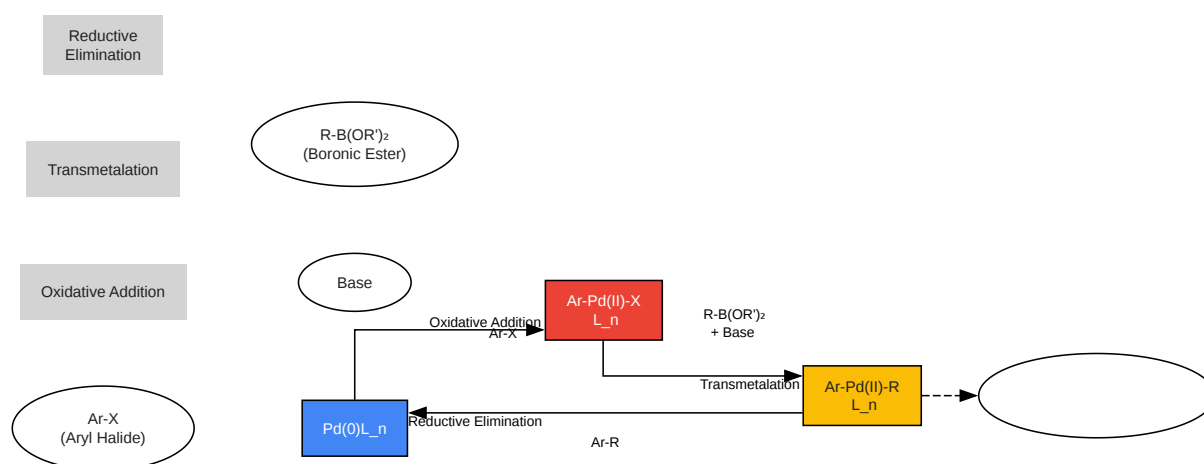 Reductive
Elimination
R-B(OR')₂
(Boronic Ester)
Transmetalation
Oxidative Addition
Base
Ar-Pd(II)-X
L_n
Oxidative Addition
Ar-X
R-B(OR')₂
+ Base
Transmetalation
Ar-Pd(II)-R
L_n
Ar-X
(Aryl Halide)
Pd(0)L_n
Reductive Elimination
Ar-R